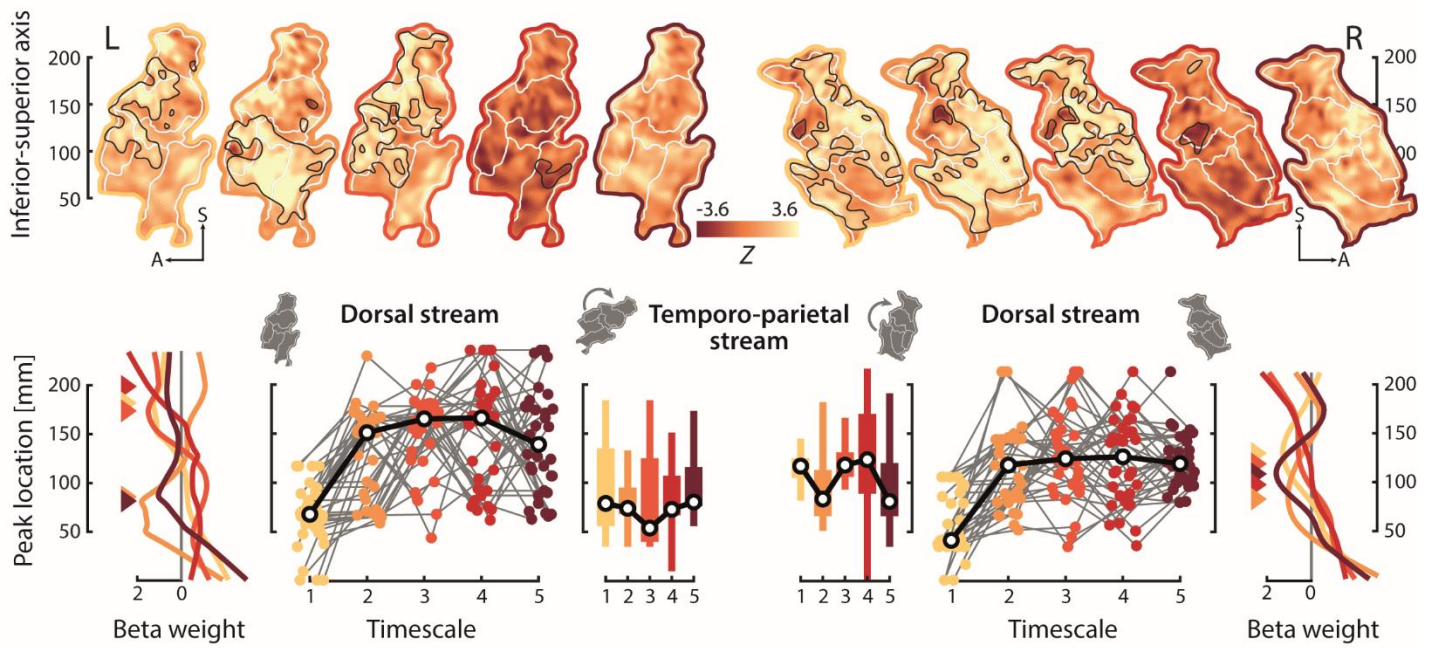 Inferior-superior axis
L
200
150
100
50
S
A
-3.6
3.6
Z
R
200
150
00
S
A
Dorsal stream
Temporo-parietal
stream
Dorsal stream
Peak location [mm]
200
150
100
50
200
150
100
50
2
0
1
2
3
4
5
1
2
3
4
5
1
2
3
4
5
1
2
3
4
5
2
0
Beta weight
Timescale
Timescale
Beta weight